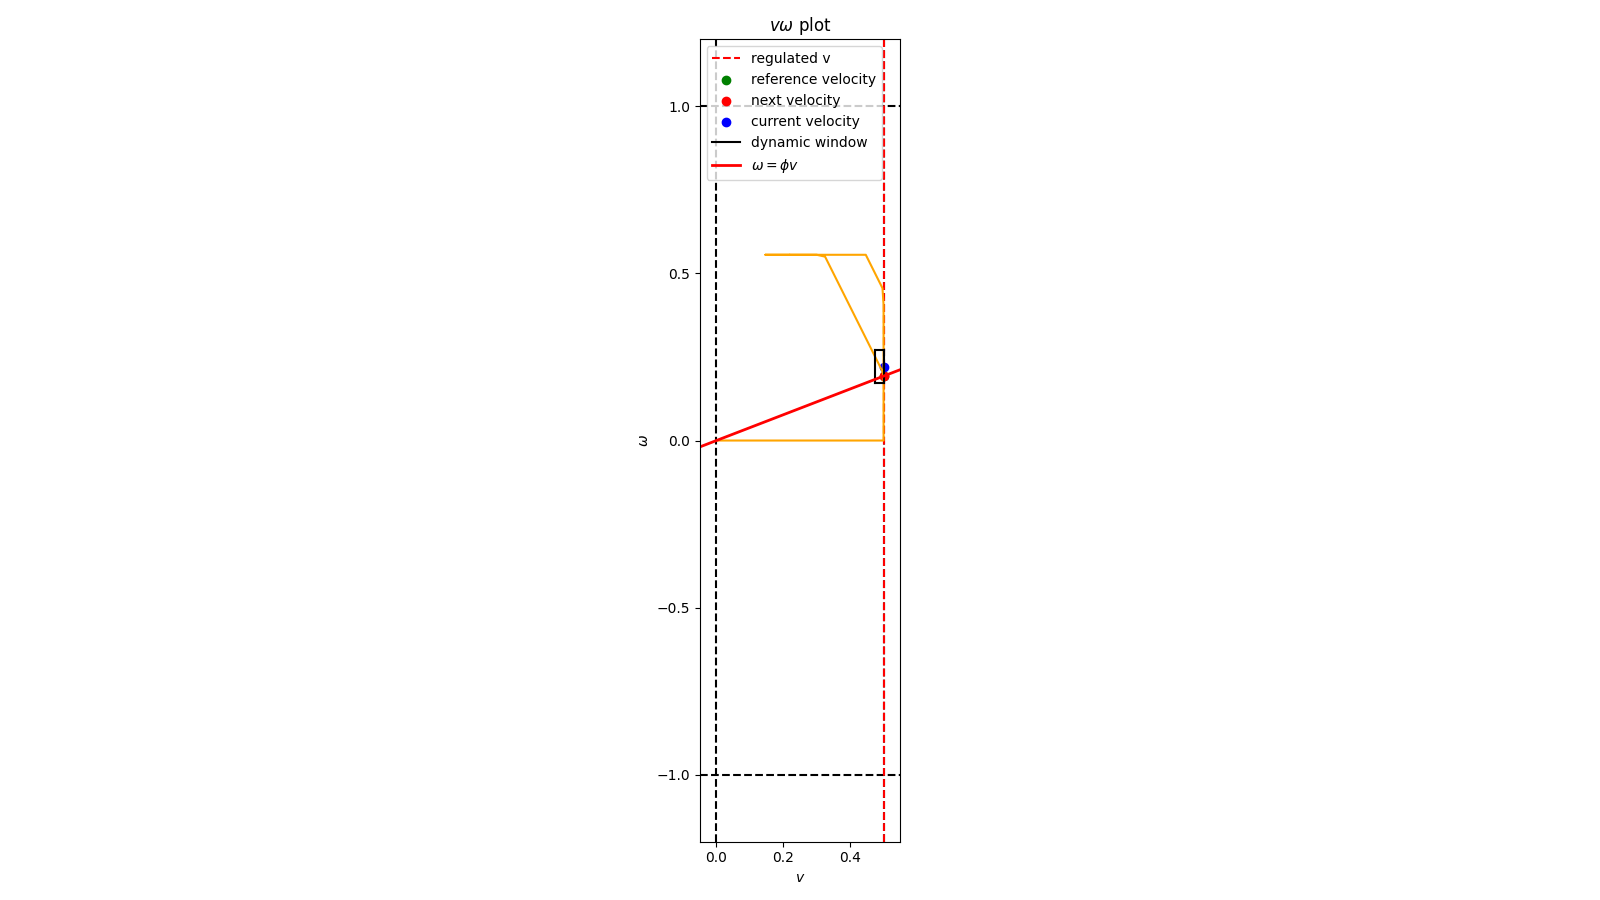 vω plot
regulated v
reference velocity
next velocity
current velocity
dynamic window
ω = ϕv
1.0
0.5
0.0
−0.5
−1.0
ω
0.0 0.2 0.4
v